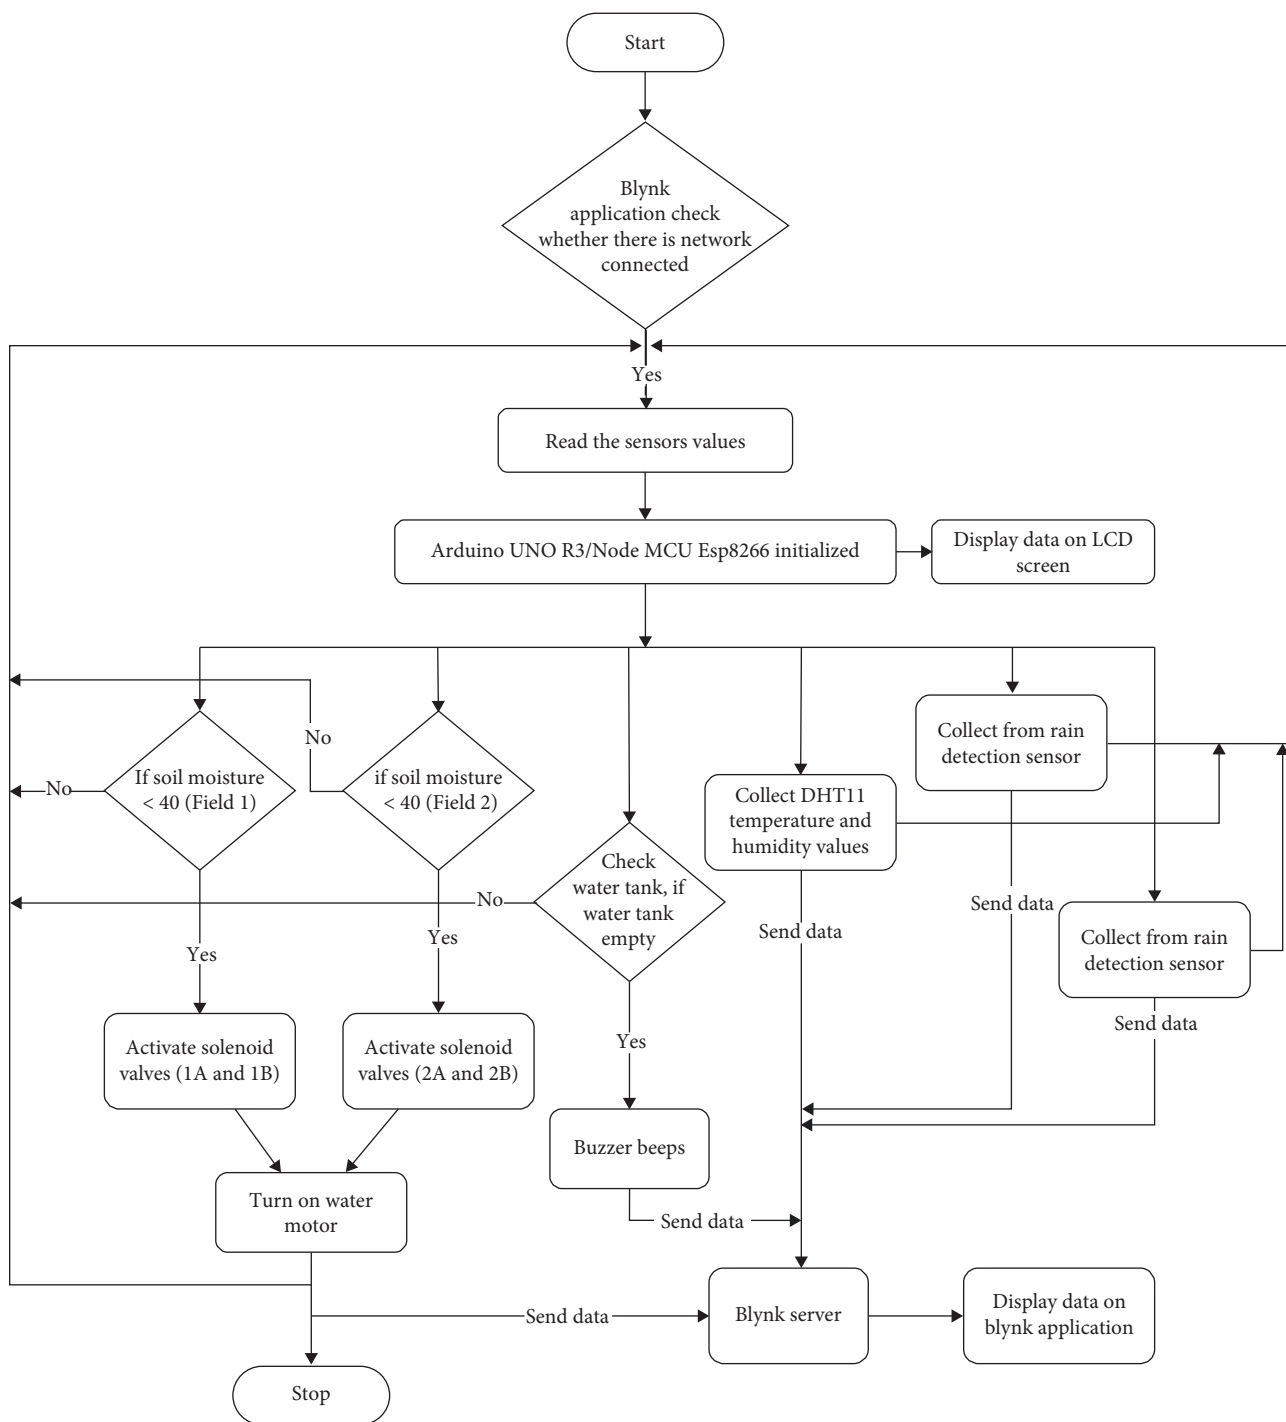 Start
Blynk
application check
whether there is network
connected
Yes
Read the sensors values
Arduino UNO R3/Node MCU Esp8266 initialized
Display data on LCD
screen
No
If soil moisture
< 40 (Field 1)
No
if soil moisture
< 40 (Field 2)
Collect from rain
detection sensor
Collect DHT11
temperature and
humidity values
No
Check
water tank, if
water tank
empty
Send data
Send data
Collect from rain
detection sensor
Yes
Yes
Send data
Yes
Activate solenoid
valves (1A and 1B)
Activate solenoid
valves (2A and 2B)
Buzzer beeps
Turn on water
motor
Send data
Send data
Blynk server
Display data on
blynk application
Stop